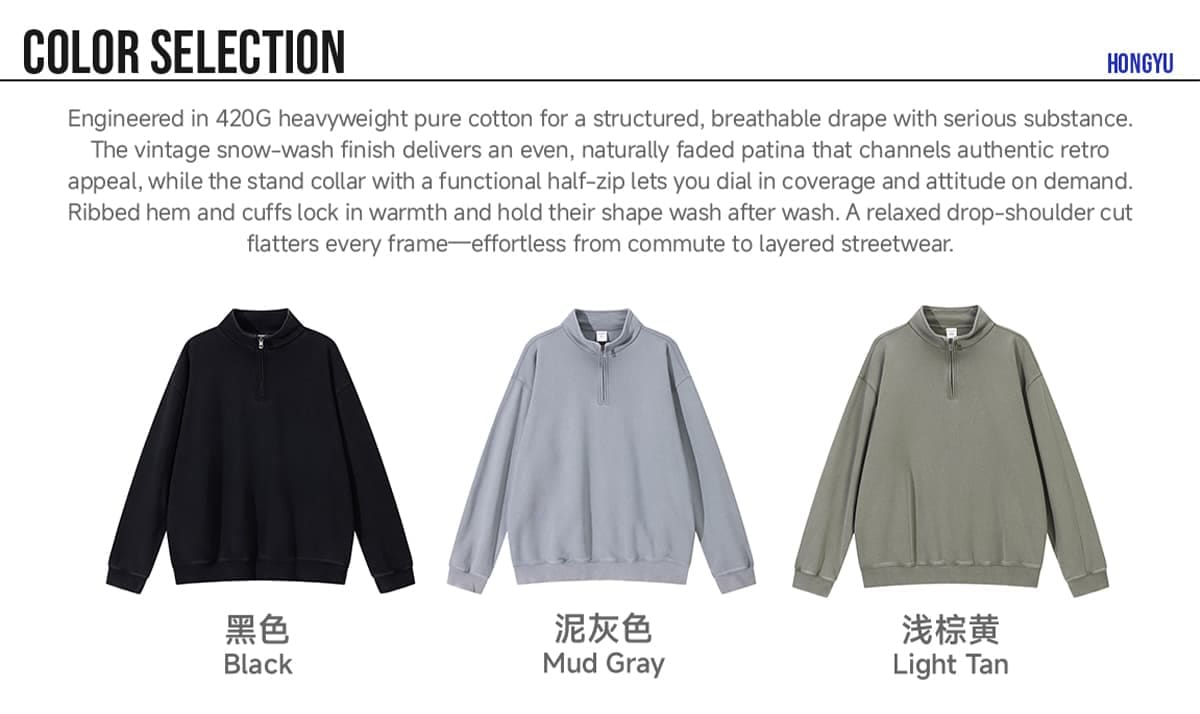 COLOR SELECTION
HONGYU
Engineered in 420G heavyweight pure cotton for a structured, breathable drape with serious substance.
The vintage snow-wash finish delivers an even, naturally faded patina that channels authentic retro
appeal, while the stand collar with a functional half-zip lets you dial in coverage and attitude on demand.
Ribbed hem and cuffs lock in warmth and hold their shape wash after wash. A relaxed drop-shoulder cut
flatters every frame—effortless from commute to layered streetwear.
黑色
Black
泥灰色
Mud Gray
浅棕黄
Light Tan